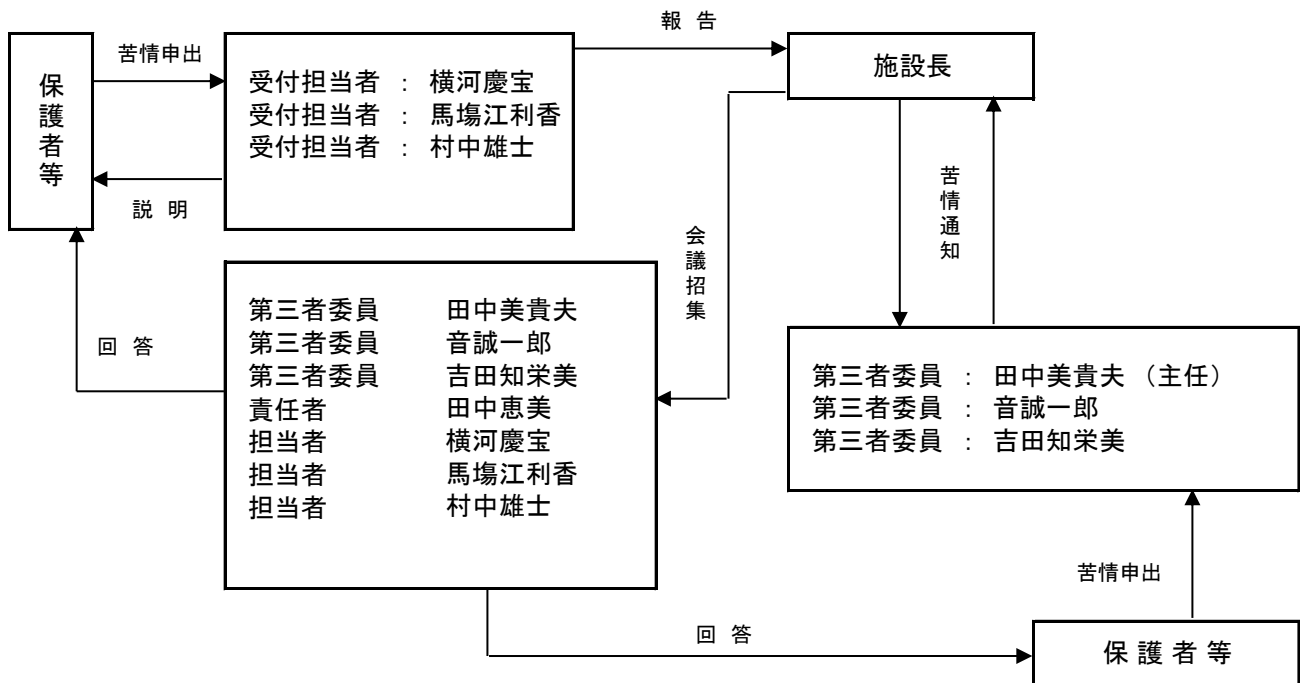 報 告
苦情申出
保護者等
受付担当者 : 横河慶宝
受付担当者 : 馬塲江利香
受付担当者 : 村中雄士
施設長
説 明
会議招集
苦情通知
第三者委員 田中美貴夫
第三者委員 音誠一郎
第三者委員 吉田知栄美
責任者 田中恵美
担当者 横河慶宝
担当者 馬塲江利香
担当者 村中雄士
回 答
第三者委員 : 田中美貴夫 (主任)
第三者委員 : 音誠一郎
第三者委員 : 吉田知栄美
苦情申出
回 答
保 護 者 等